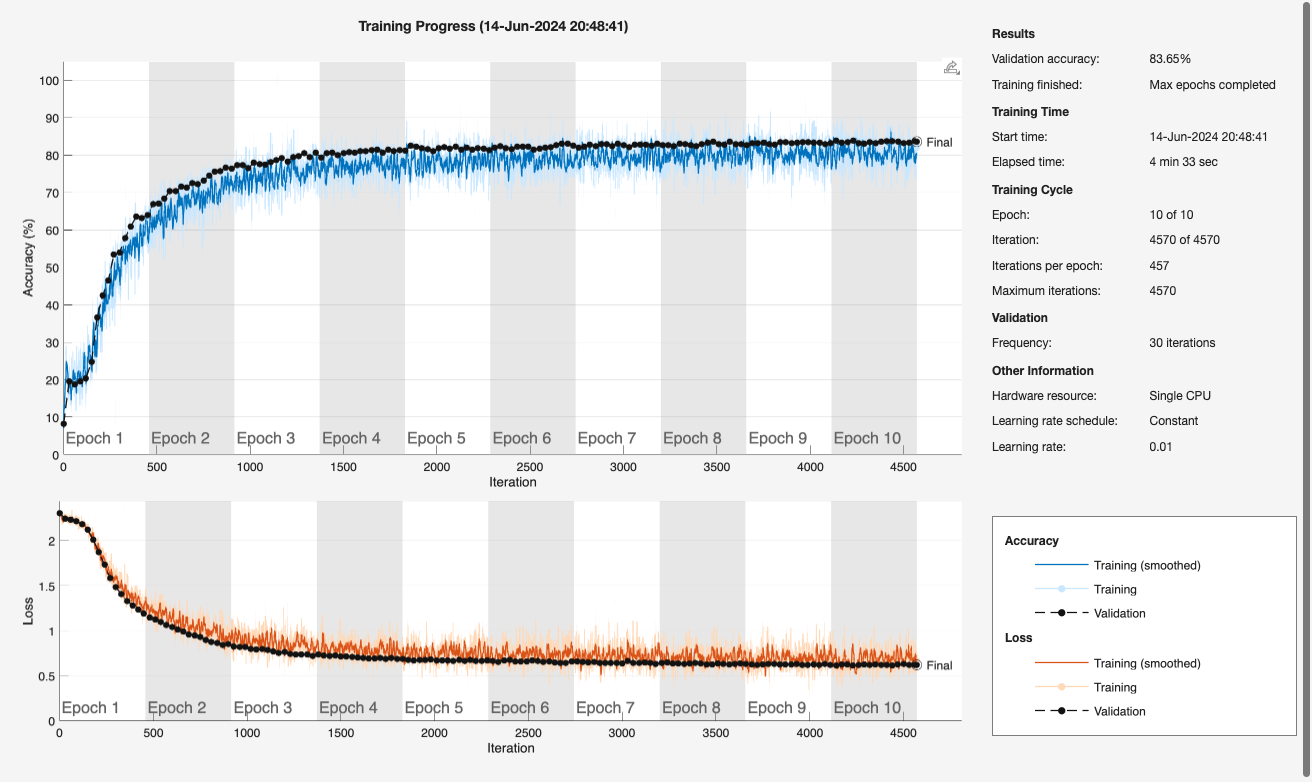 Training Progress (14-Jun-2024 20:48:41)
100
90
80
70
60
50
40
30
20
10
0
Accuracy (%)
Final
Epoch 1 Epoch 2 Epoch 3 Epoch 4 Epoch 5 Epoch 6 Epoch 7 Epoch 8 Epoch 9 Epoch 10
0 500 1000 1500 2000 2500 3000 3500 4000 4500
Iteration
2
1.5
1
0.5
0
Loss
Final
Epoch 1 Epoch 2 Epoch 3 Epoch 4 Epoch 5 Epoch 6 Epoch 7 Epoch 8 Epoch 9 Epoch 10
0 500 1000 1500 2000 2500 3000 3500 4000 4500
Iteration
Results
Validation accuracy: 83.65%
Training finished: Max epochs completed
Training Time
Start time: 14-Jun-2024 20:48:41
Elapsed time: 4 min 33 sec
Training Cycle
Epoch: 10 of 10
Iteration: 4570 of 4570
Iterations per epoch: 457
Maximum iterations: 4570
Validation
Frequency: 30 iterations
Other Information
Hardware resource: Single CPU
Learning rate schedule: Constant
Learning rate: 0.01
Accuracy
Training (smoothed)
Training
Validation
Loss
Training (smoothed)
Training
Validation